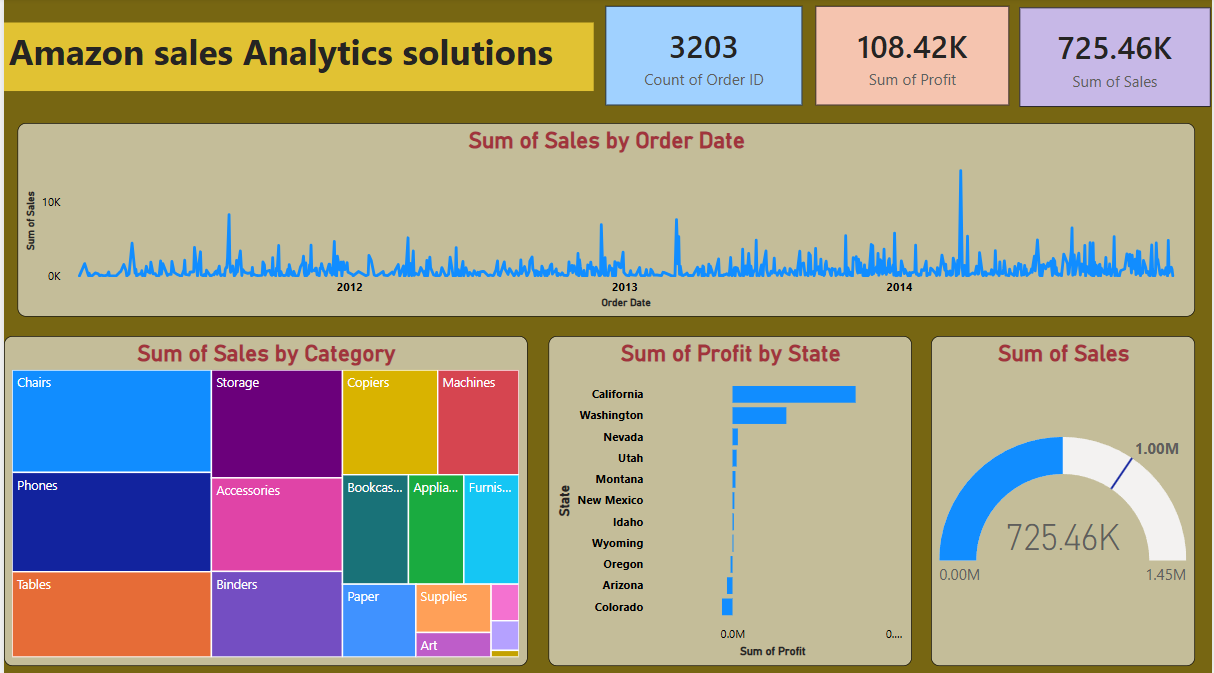 Amazon sales Analytics solutions
3203
Count of Order ID
108.42K
Sum of Profit
725.46K
Sum of Sales
Sum of Sales by Order Date
Sum of Sales
10K
0K
2012
2013
2014
Order Date
Sum of Sales by Category
Chairs
Phones
Tables
Storage
Accessories
Binders
Copiers
Machines
Bookcas...
Applia...
Furnis...
Paper
Supplies
Art
Sum of Profit by State
State
California
Washington
Nevada
Utah
Montana
New Mexico
Idaho
Wyoming
Oregon
Arizona
Colorado
0.0M
0....
Sum of Profit
Sum of Sales
1.00M
725.46K
0.00M
1.45M